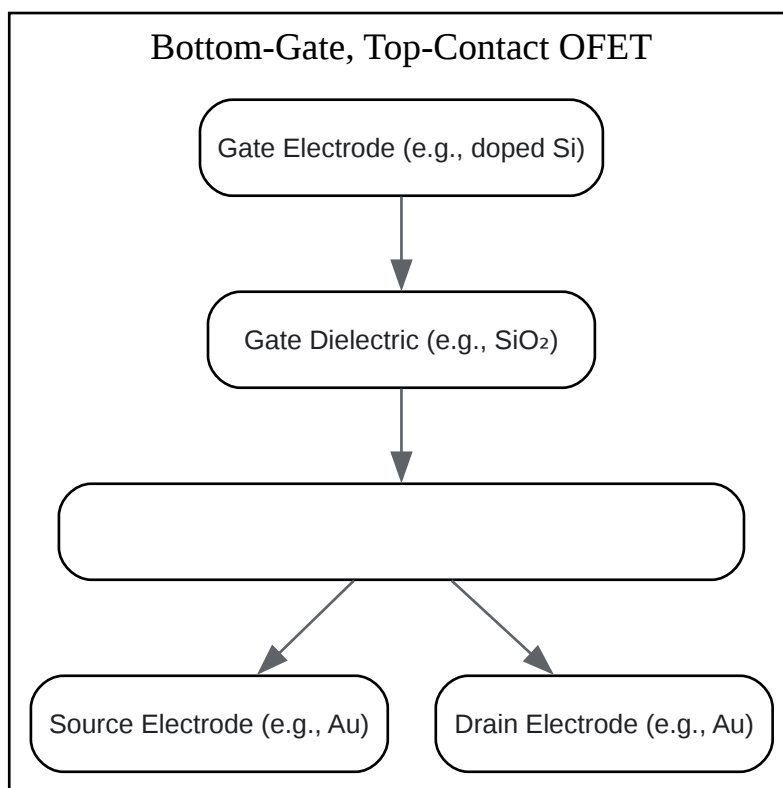 Bottom-Gate, Top-Contact OFET
Gate Electrode (e.g., doped Si)
Gate Dielectric (e.g., SiO₂)
Source Electrode (e.g., Au)
Drain Electrode (e.g., Au)